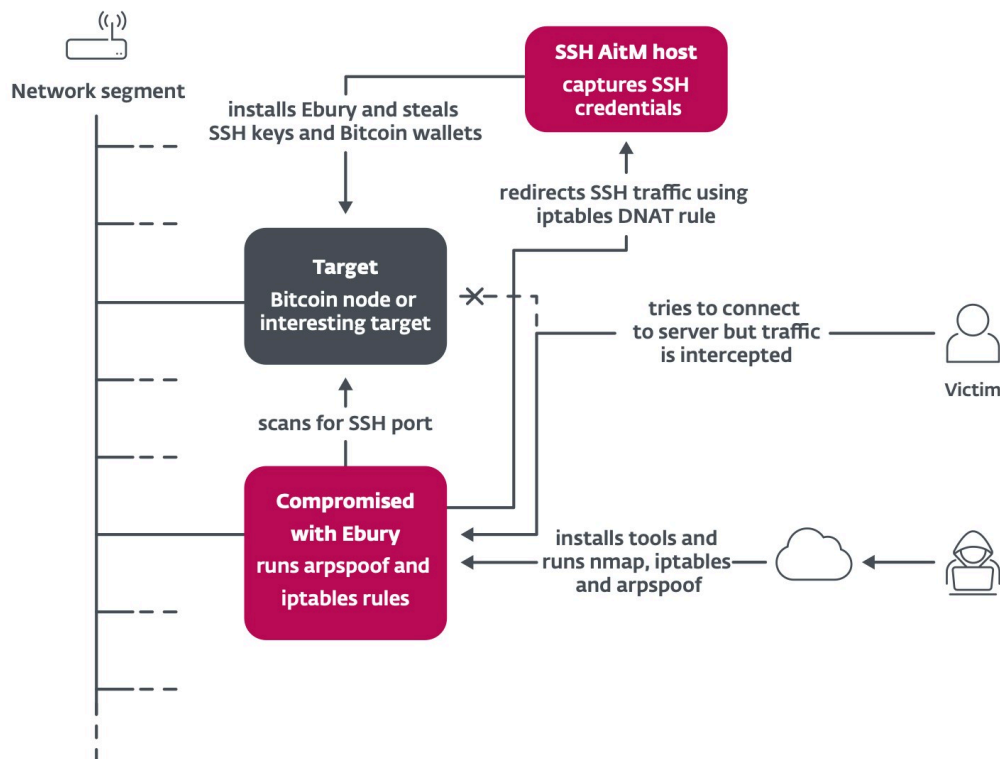 Network segment
SSH AitM host
captures SSH
credentials
installs Ebury and steals
SSH keys and Bitcoin wallets
redirects SSH traffic using
iptables DNAT rule
Target
Bitcoin node or
interesting target
tries to connect
to server but traffic
is intercepted
Victim
scans for SSH port
Compromised
with Ebury
runs arpspoof and
iptables rules
installs tools and
runs nmap, iptables
and arpspoof